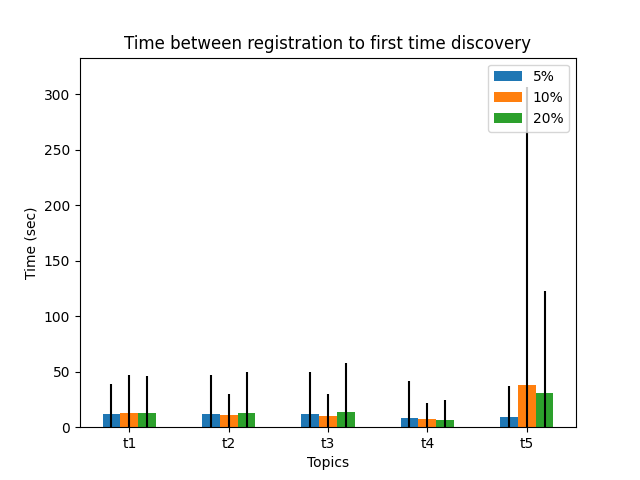 Time between registration to first time discovery
5%
10%
20%
300
250
200
150
100
50
0
Time (sec)
t1 t2 t3 t4 t5
Topics